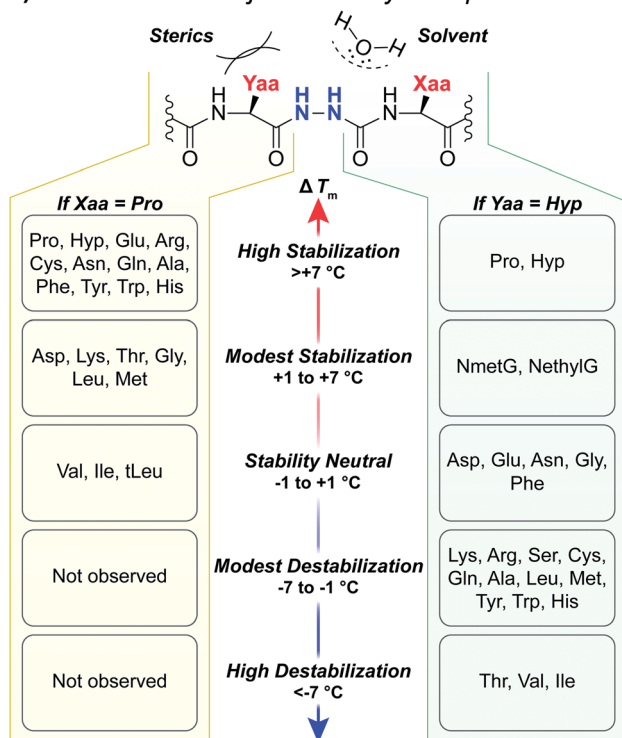 Sterics
Solvent
H
O
H
Yaa
Xaa
H
N
H
N
H
N
H
N
O
O
O
O
Δ Tm
If Xaa = Pro
If Yaa = Hyp
Pro, Hyp, Glu, Arg,
Cys, Asn, Gln, Ala,
Phe, Tyr, Trp, His
High Stabilization
>+7 °C
Pro, Hyp
Asp, Lys, Thr, Gly,
Leu, Met
Modest Stabilization
+1 to +7 °C
NmetG, NethylG
Val, Ile, tLeu
Stability Neutral
-1 to +1 °C
Asp, Glu, Asn, Gly,
Phe
Not observed
Modest Destabilization
-7 to -1 °C
Lys, Arg, Ser, Cys,
Gln, Ala, Leu, Met,
Tyr, Trp, His
Not observed
High Destabilization
<-7 °C
Thr, Val, Ile